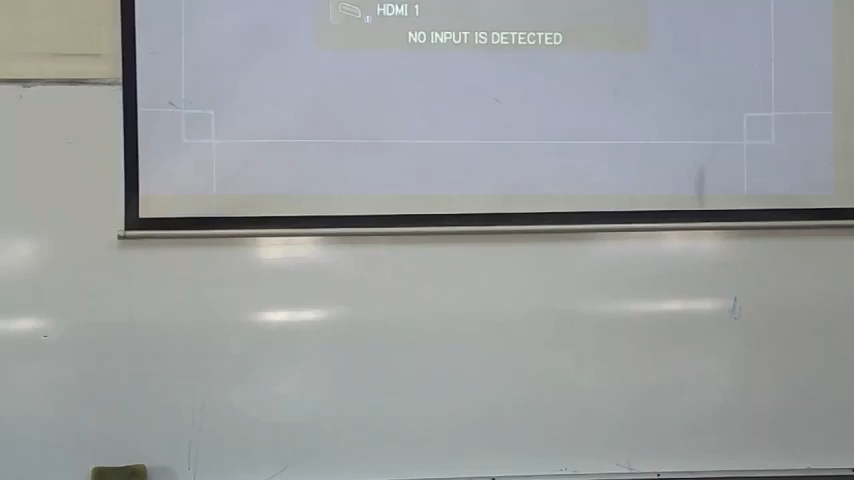 HDMI 1
NO INPUT IS DETECTED